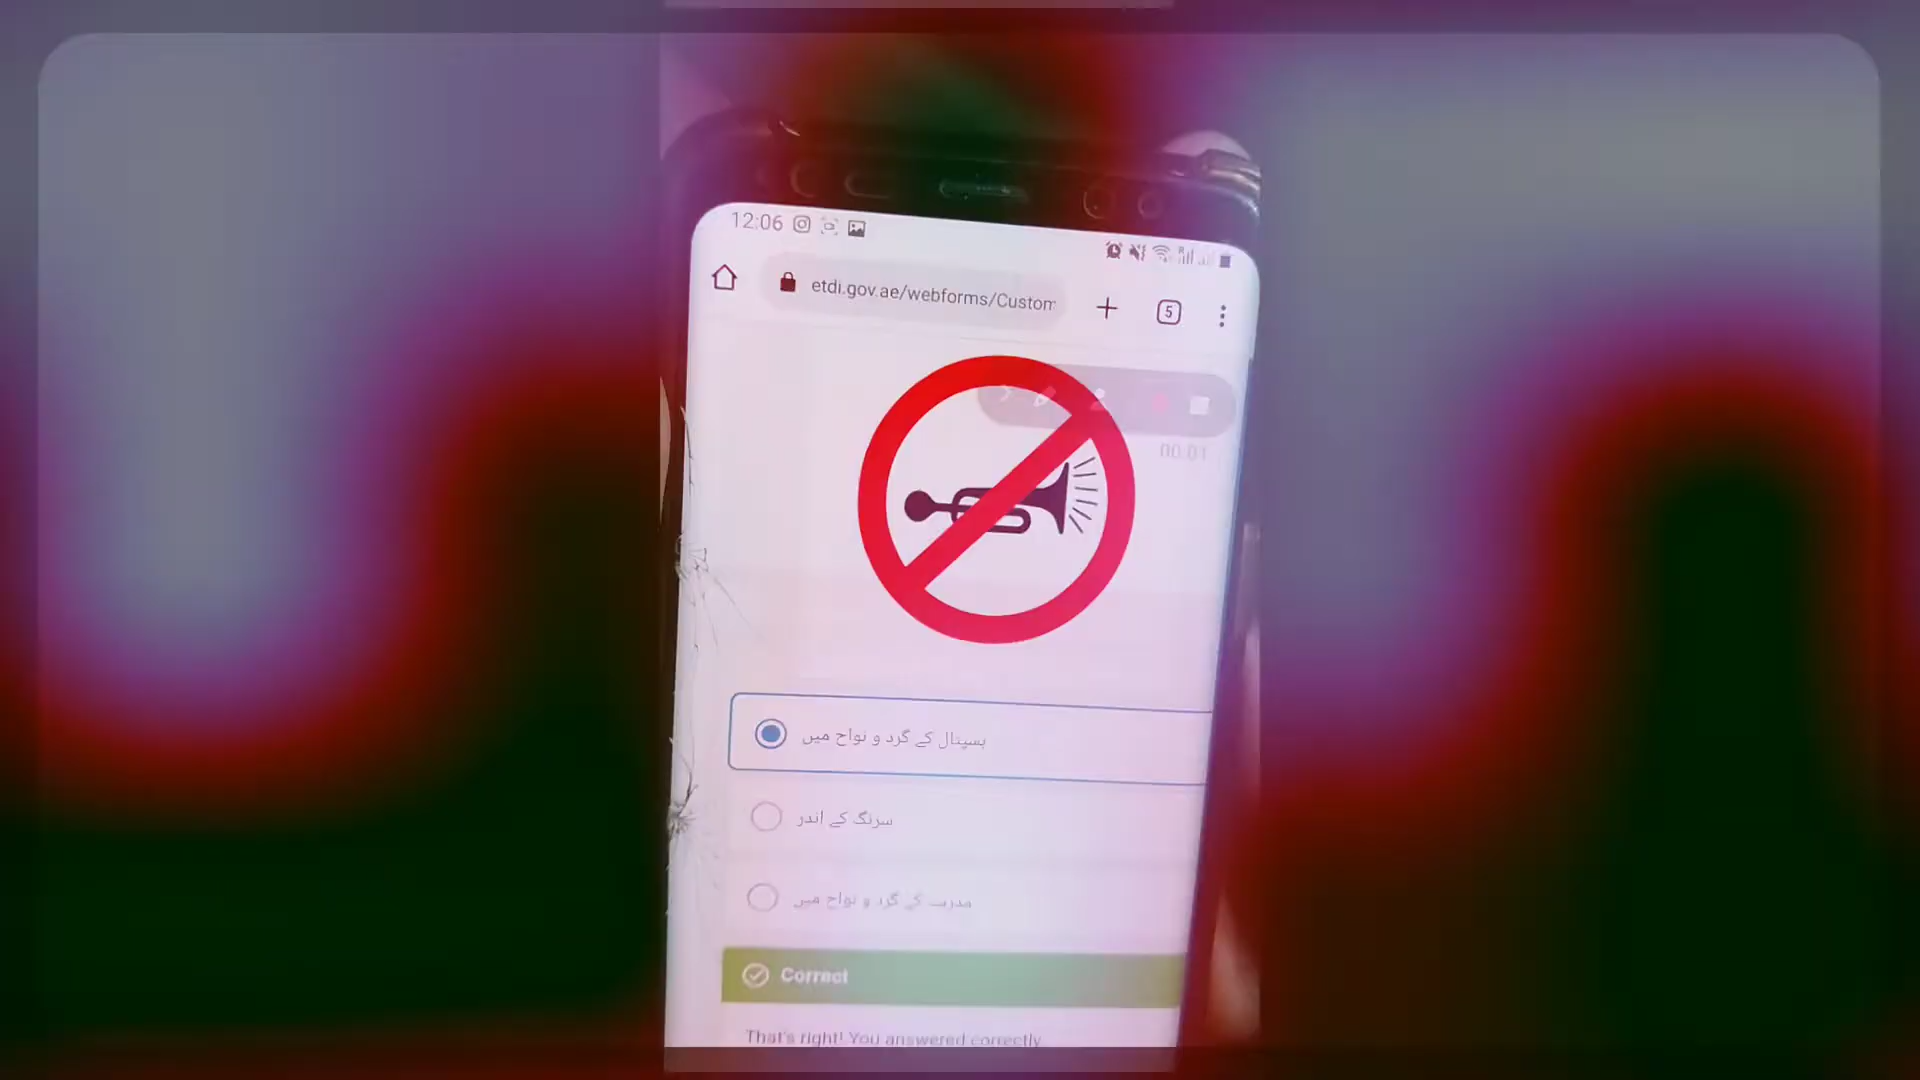 12:06
etdi.gov.ae/webforms/Custom
5
00:01
ہسپتال کے گرد و نواح میں
سرنگ کے اندر
مدرسہ کے گرد و نواح میں
Correct
That's right! You answered correctly